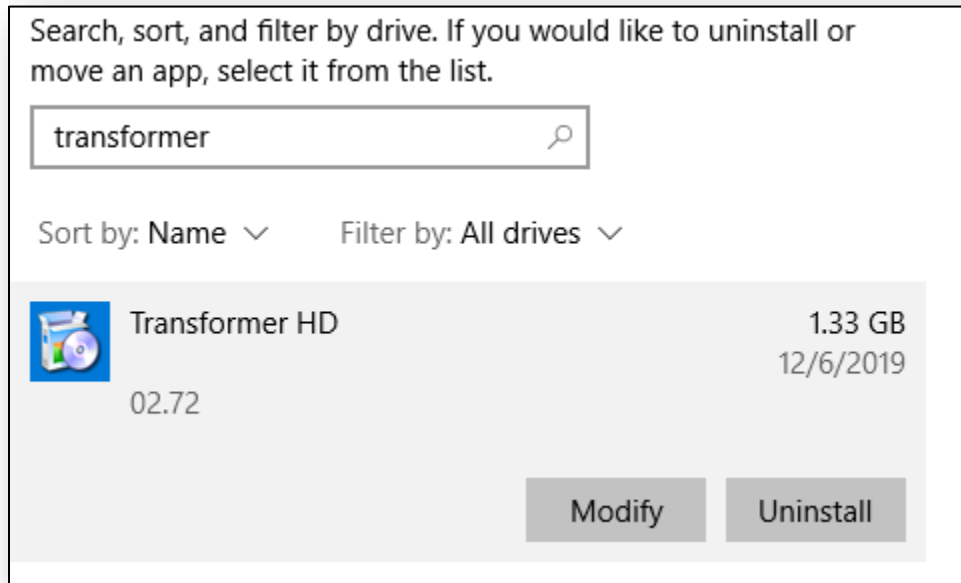 Search, sort, and filter by drive. If you would like to uninstall or
move an app, select it from the list.
transformer
Sort by: Name Filter by: All drives
Transformer HD 1.33 GB
12/6/2019
02.72
Modify Uninstall